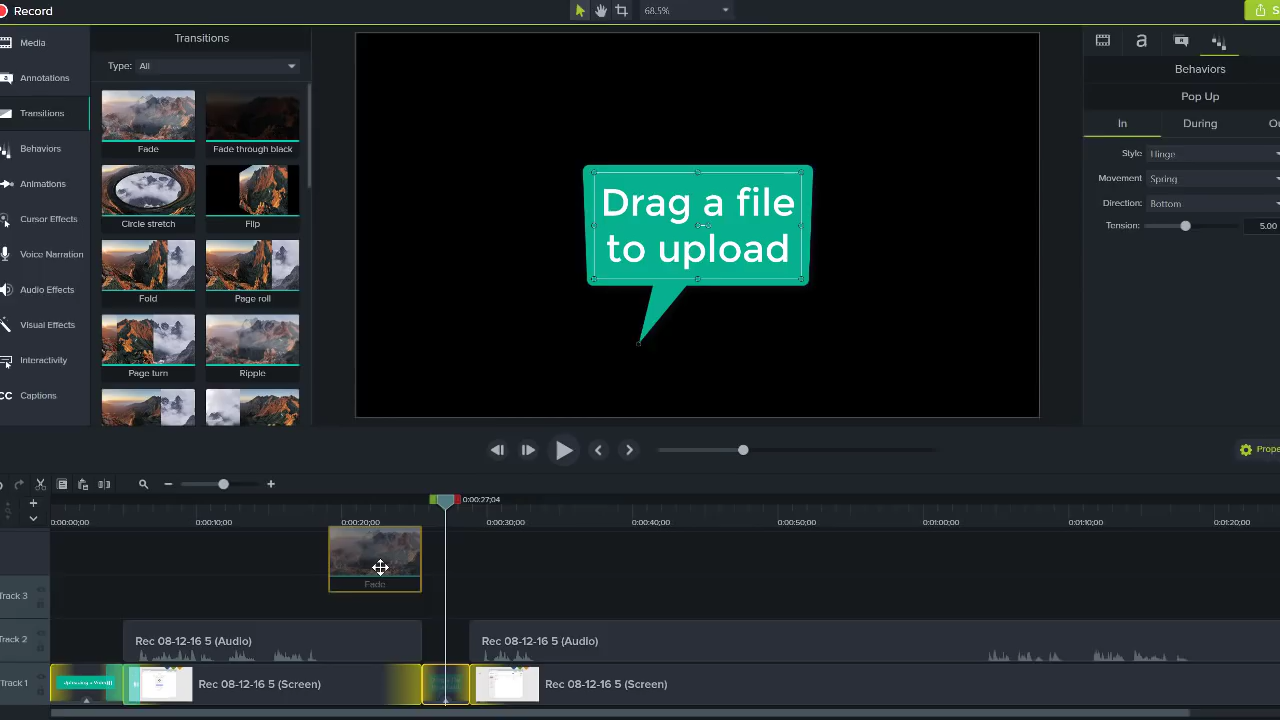 Record
68.5%
S
Media
Annotations
Transitions
Behaviors
Animations
Cursor Effects
Voice Narration
Audio Effects
Visual Effects
Interactivity
CC Captions
Transitions
Type: All
Fade
Fade through black
Circle stretch
Flip
Fold
Page roll
Page turn
Ripple
Drag a file
to upload
a
Behaviors
Pop Up
In During Ou
Style Hinge
Movement Spring
Direction: Bottom
Tension: 5.00
Prope
0:00:27;04
0:00:00;00 0:00:10;00 0:00:20;00 0:00:30;00 0:00:40;00 0:00:50;00 0:01:00;00 0:01:10;00 0:01:20;00
Fade
Track 3
Track 2
Rec 08-12-16 5 (Audio)
Rec 08-12-16 5 (Audio)
Track 1
Rec 08-12-16 5 (Screen)
Rec 08-12-16 5 (Screen)